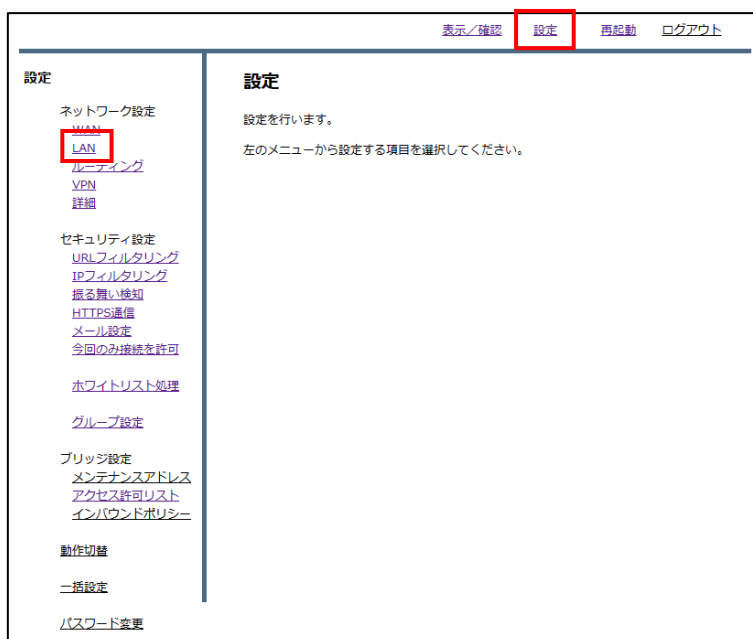 表示／確認 設定 再起動 ログアウト
設定
ネットワーク設定
WAN
LAN
ルーティング
VPN
詳細
セキュリティ設定
URLフィルタリング
IPフィルタリング
振る舞い検知
HTTPS通信
メール設定
今回のみ接続を許可
ホワイトリスト処理
グループ設定
ブリッジ設定
メンテナンスアドレス
アクセス許可リスト
インバウンドポリシー
動作切替
一括設定
パスワード変更
設定
設定を行います。
左のメニューから設定する項目を選択してください。